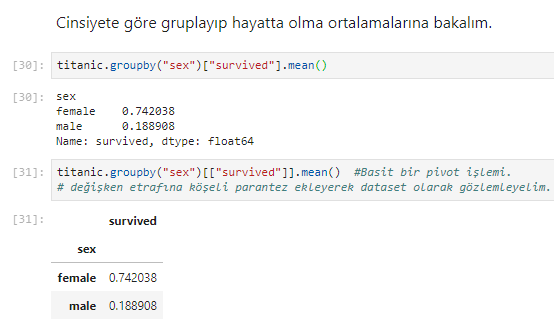 Cinsiyete göre gruplayıp hayatta olma ortalamalarına bakalım.
[30]: titanic.groupby("sex")["survived"].mean()
[30]: sex
female    0.742038
male      0.188908
Name: survived, dtype: float64
[31]: titanic.groupby("sex")[["survived"]].mean()  #Basit bir pivot işlemi.
# değişken etrafına köşeli parantez ekleyerek dataset olarak gözlemleyelim.
[31]: survived
sex
female 0.742038
male 0.188908